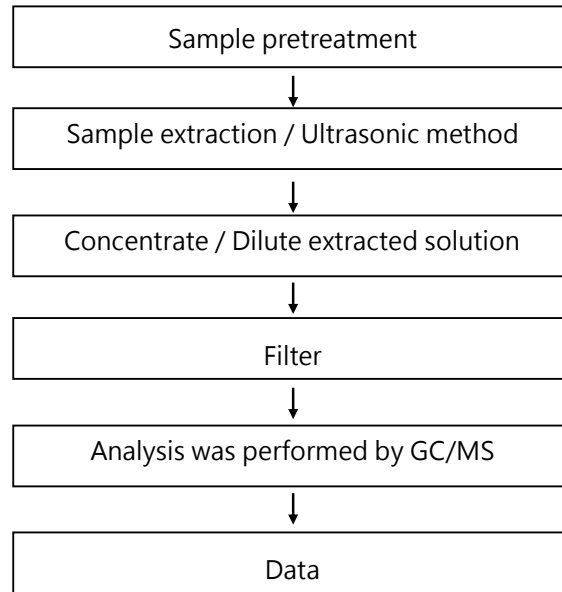 Sample pretreatment
Sample extraction / Ultrasonic method
Concentrate / Dilute extracted solution
Filter
Analysis was performed by GC/MS
Data